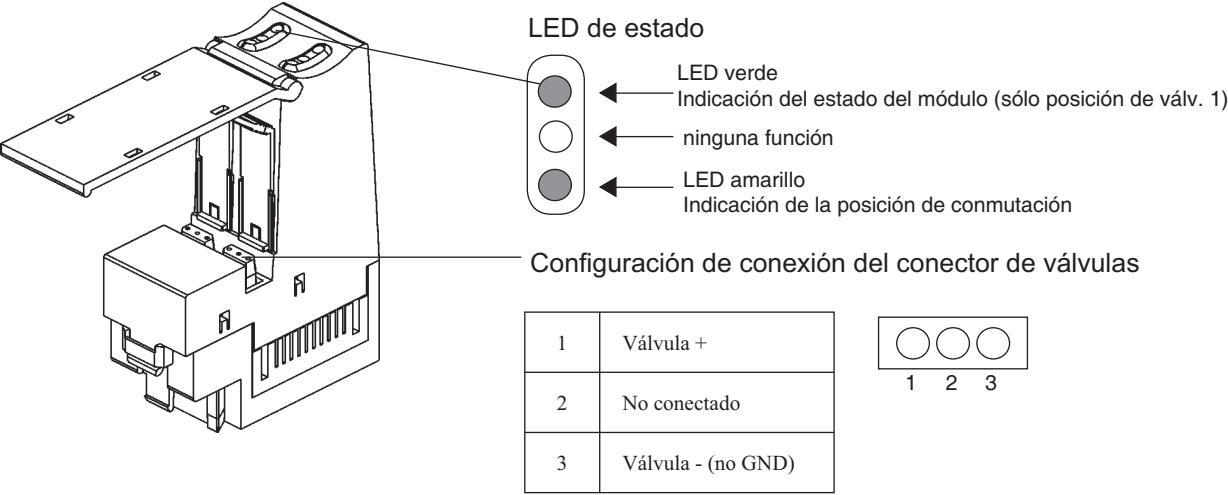 LED de estado
LED verde
Indicación del estado del módulo (sólo posición de válv. 1)
ninguna función
LED amarillo
Indicación de la posición de conmutación
Configuración de conexión del conector de válvulas
1 Válvula +
2 No conectado
3 Válvula - (no GND)
1 2 3